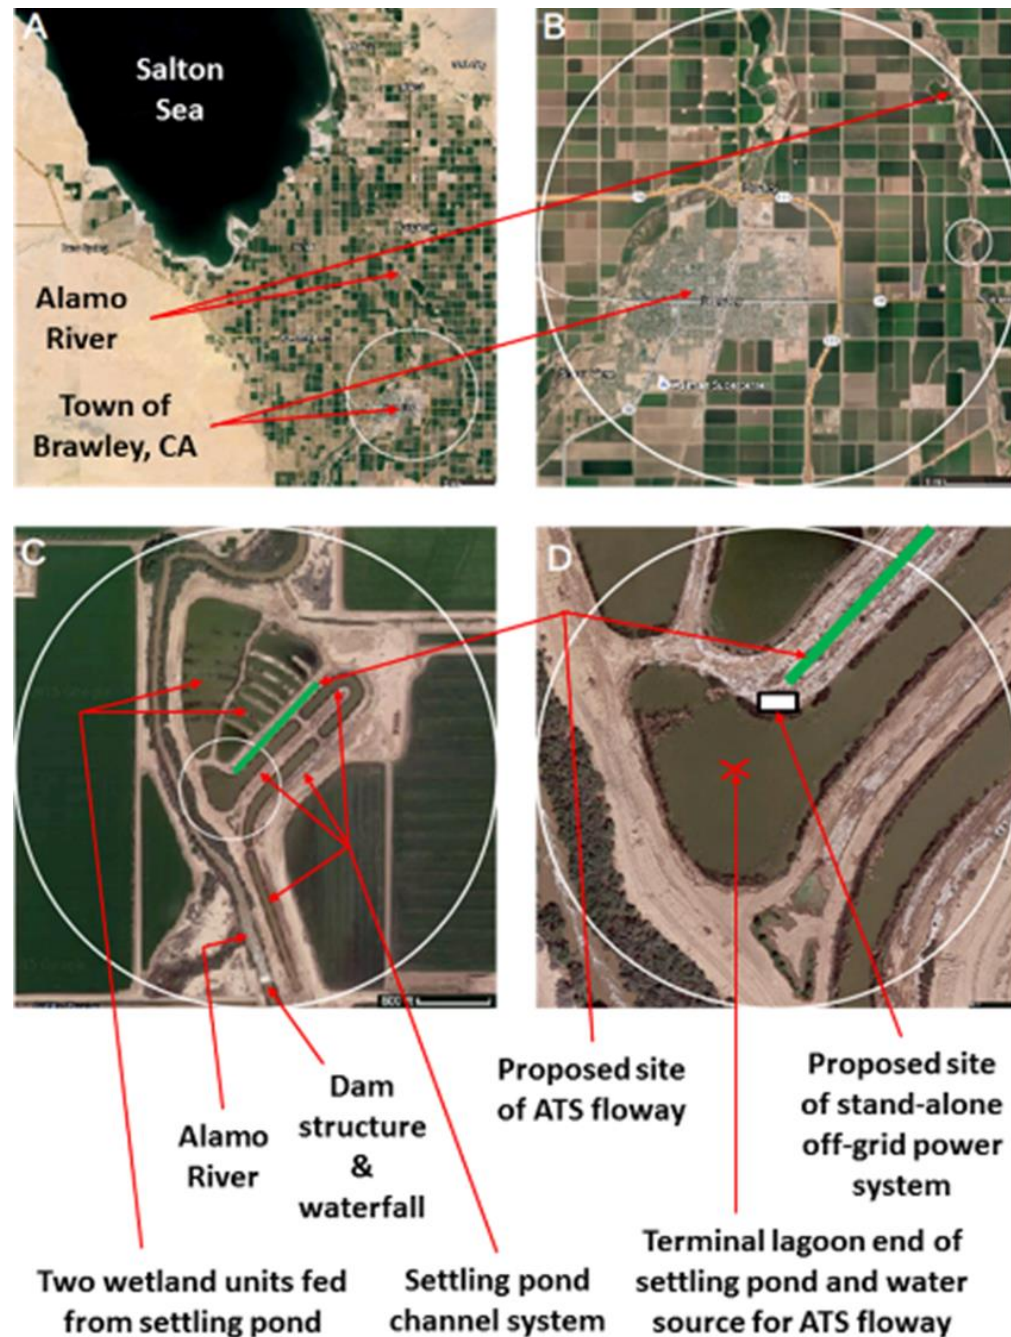 A
Salton
Sea
Alamo
River
Town of
Brawley, CA
B
C
800 ft
D
Proposed site
of ATS floway
Proposed site
of stand-alone
off-grid power
system
Dam
structure
&
waterfall
Alamo
River
Two wetland units fed
from settling pond
Settling pond
channel system
Terminal lagoon end of
settling pond and water
source for ATS floway